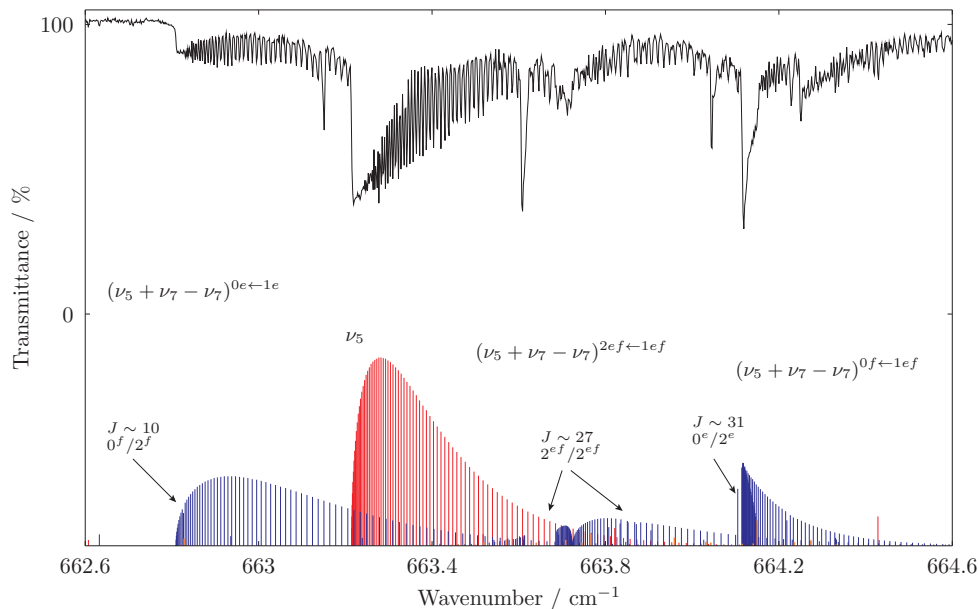 100
Transmittance / %
0
(ν₅ + ν₇ − ν₇)⁰ᵉ←¹ᵉ
ν₅
(ν₅ + ν₇ − ν₇)²ᵉᶠ←¹ᵉᶠ
(ν₅ + ν₇ − ν₇)⁰ᶠ←¹ᵉᶠ
J ∼ 10
0ᶠ/2ᶠ
J ∼ 27
2ᵉᶠ/2ᵉᶠ
J ∼ 31
0ᵉ/2ᵉ
662.6 663 663.4 663.8 664.2 664.6
Wavenumber / cm⁻¹